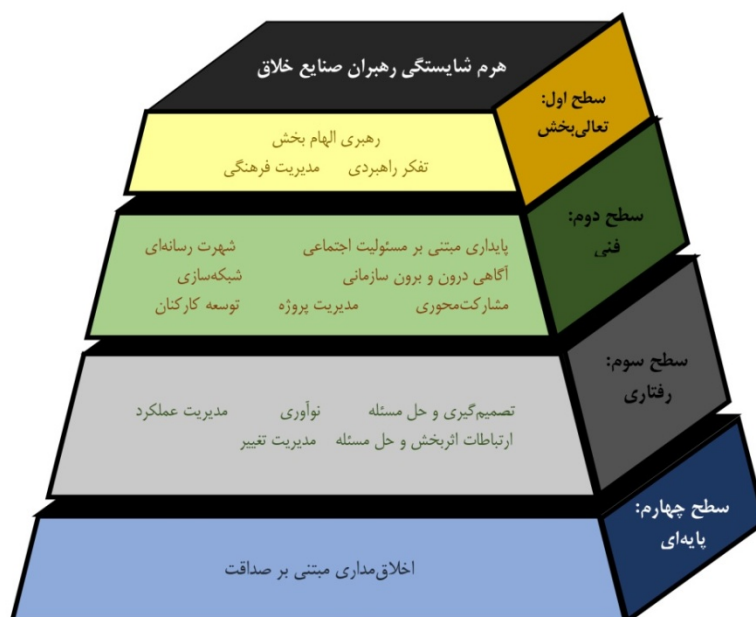 هرم شایستگی رهبران صنایع خلاق
سطح اول:
تعالی‌بخش
رهبری الهام بخش
تفکر راهبردی مدیریت فرهنگی
سطح دوم:
فنی
پایداری مبتنی بر مسئولیت اجتماعی شهرت رسانه‌ای
آگاهی درون و برون سازمانی شبکه‌سازی
مشارکت‌محوری مدیریت پروژه توسعه کارکنان
سطح سوم:
رفتاری
تصمیم‌گیری و حل مسئله نوآوری مدیریت عملکرد
ارتباطات اثربخش و حل مسئله مدیریت تغییر
سطح چهارم:
پایه‌ای
اخلاق‌مداری مبتنی بر صداقت